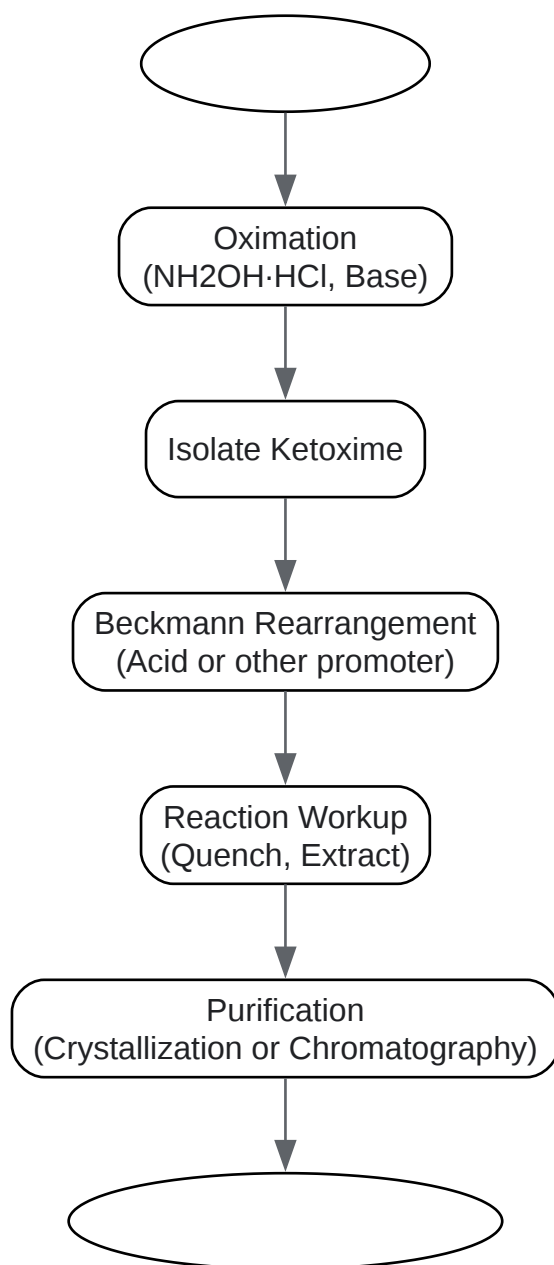 Oximation
(NH2OH·HCl, Base)
Isolate Ketoxime
Beckmann Rearrangement
(Acid or other promoter)
Reaction Workup
(Quench, Extract)
Purification
(Crystallization or Chromatography)